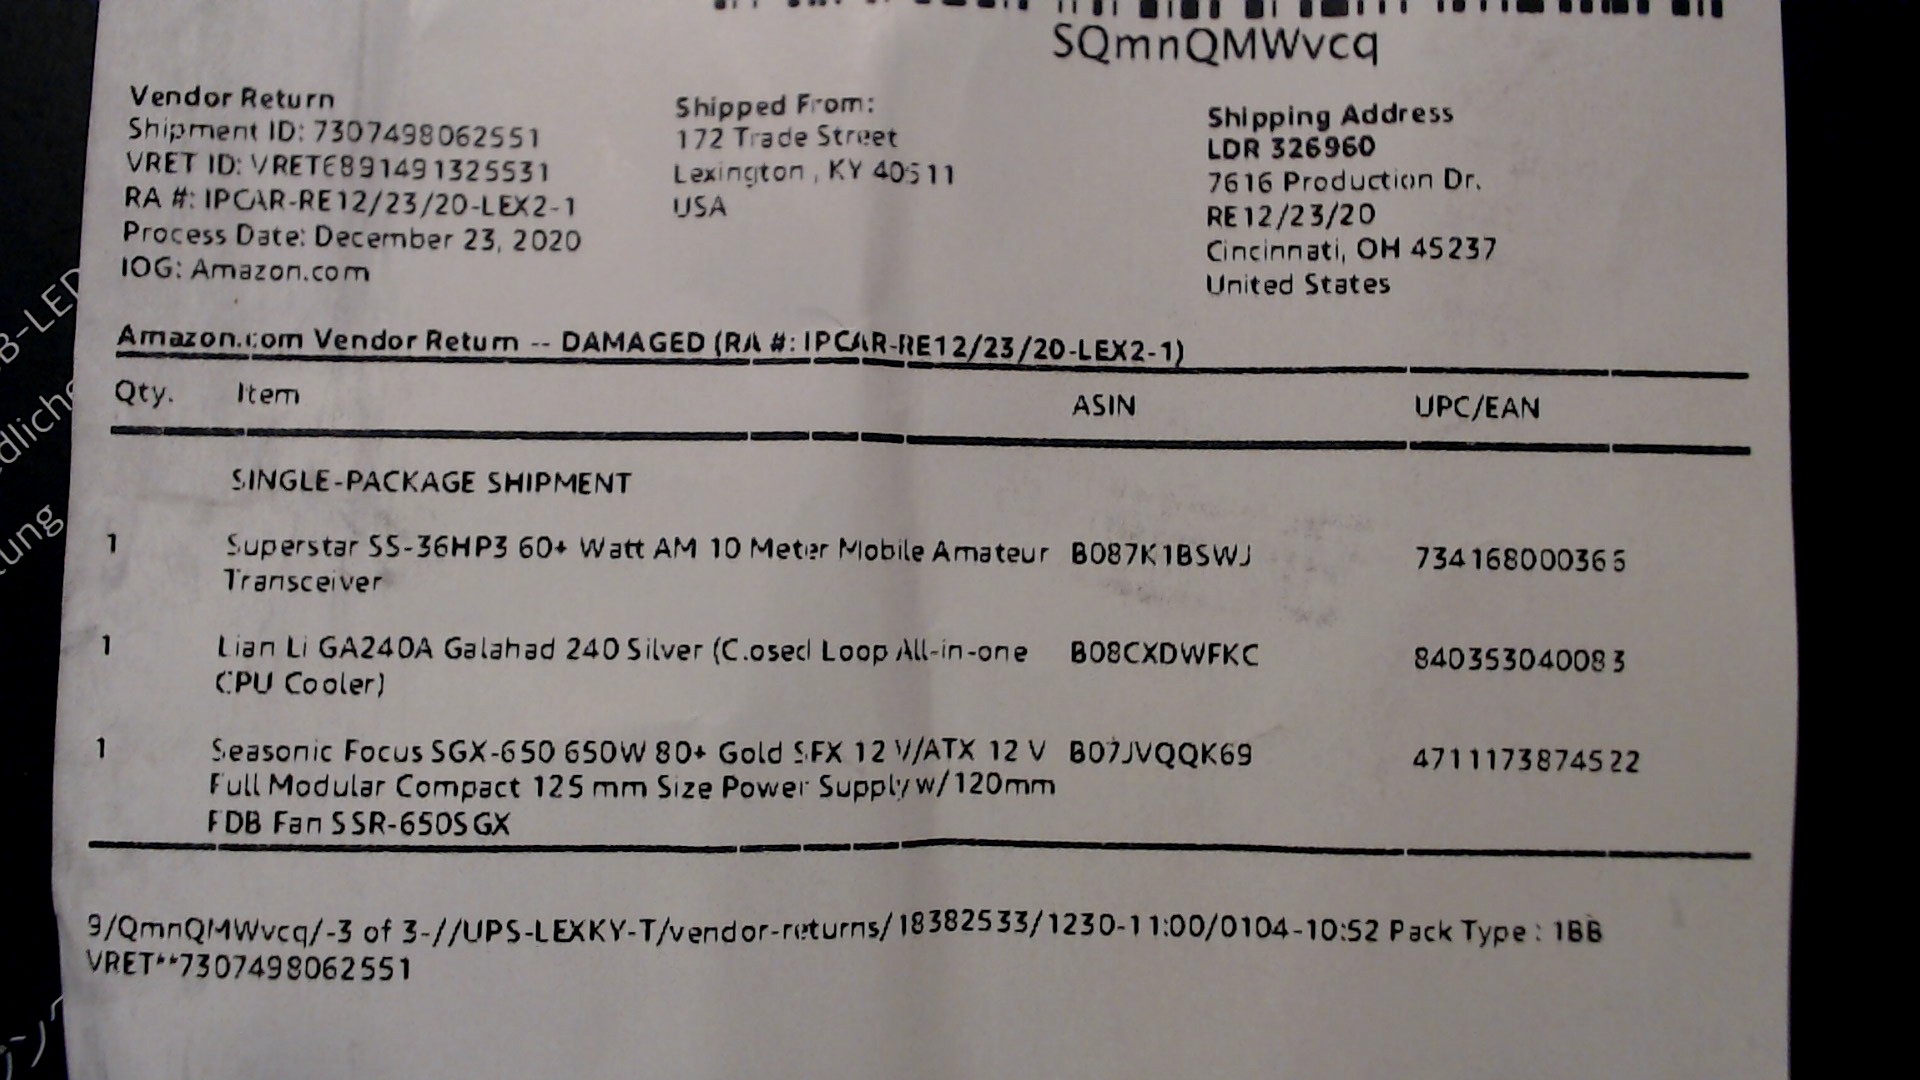 SQmnQMWvcq
Vendor Return
Shipment ID: 7307498062551
VRET ID: VRET6891491325531
RA #: IPCAR-RE12/23/20-LEX2-1
Process Date: December 23, 2020
IOG: Amazon.com
Shipped From:
172 Trade Street
Lexington , KY 40511
USA
Shipping Address
LDR 326960
7616 Production Dr.
RE12/23/20
Cincinnati, OH 45237
United States
Amazon.com Vendor Return -- DAMAGED (RA #: IPCAR-RE12/23/20-LEX2-1)
Qty. Item ASIN UPC/EAN
SINGLE-PACKAGE SHIPMENT
1 Superstar SS-36HP3 60+ Watt AM 10 Meter Mobile Amateur B087K1BSWJ 734168000365
Transceiver
1 Lian Li GA240A Galahad 240 Silver (Closed Loop All-in-one B08CXDWFKC 840353040083
CPU Cooler)
1 Seasonic Focus SGX-650 650W 80+ Gold SFX 12 V/ATX 12 V B07JVQQK69 4711173874522
Full Modular Compact 125 mm Size Power Supply w/120mm
FDB Fan SSR-650SGX
9/QmnQMWvcq/-3 of 3-//UPS-LEXKY-T/vendor-returns/18382533/1230-11:00/0104-10:52 Pack Type : 1BB
VRET**7307498062551
B-LED
dliche
tung